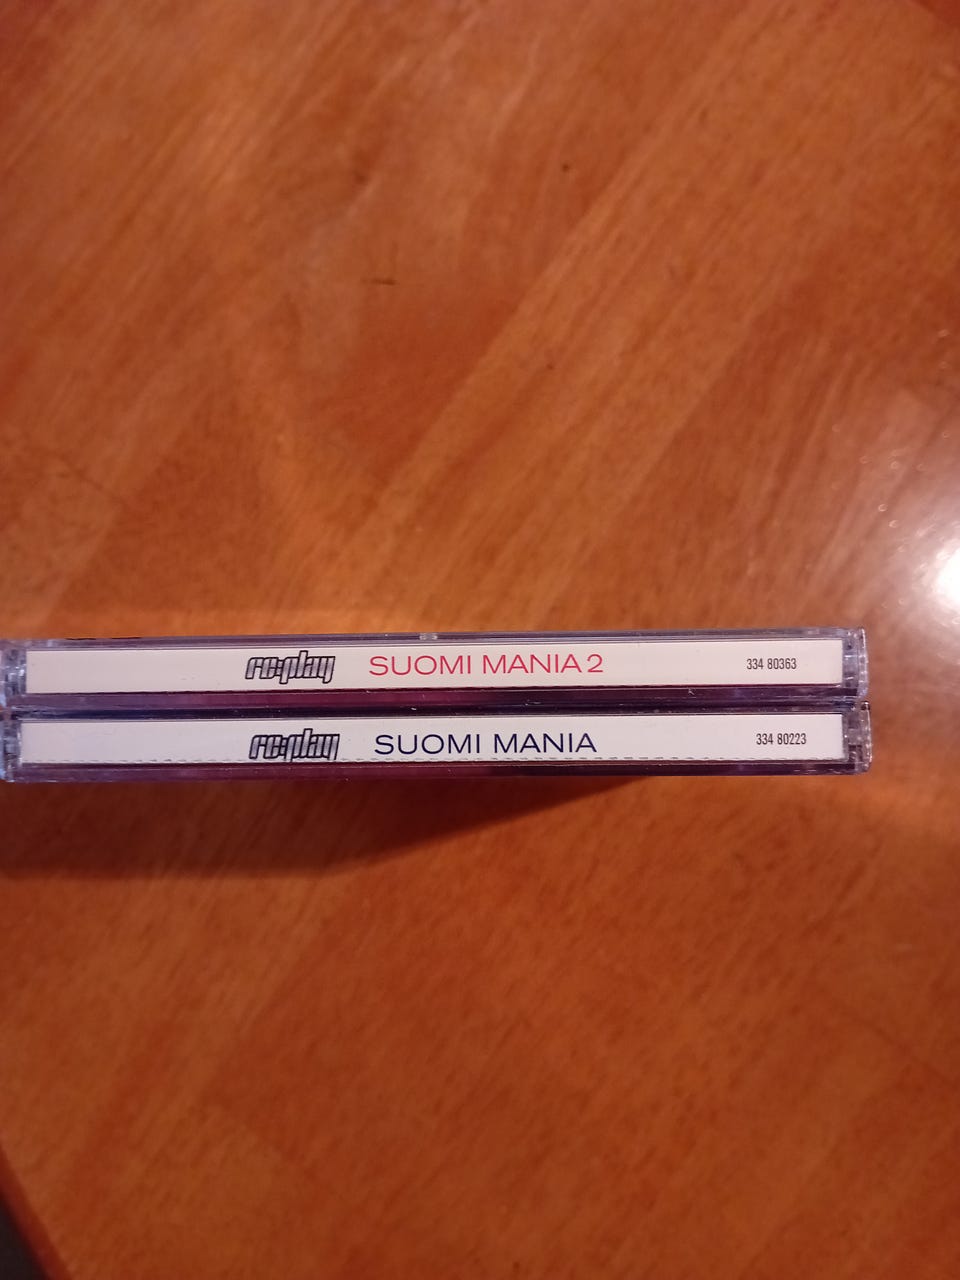 re:play SUOMI MANIA 2 334 80363
re:play SUOMI MANIA 334 80223